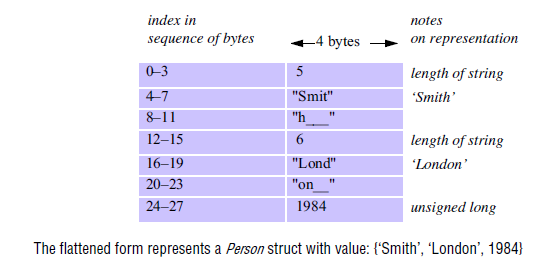 index in notes
sequence of bytes 4 bytes on representation
0–3 5 length of string
4–7 "Smit" ‘Smith’
8–11 "h___"
12–15 6 length of string
16–19 "Lond" ‘London’
20–23 "on__"
24–27 1984 unsigned long
The flattened form represents a Person struct with value: {‘Smith’, ‘London’, 1984}